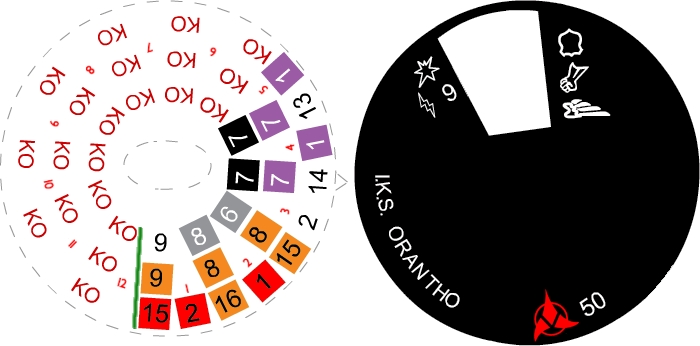 15 2 9 9
1
16 1 8 8
2
15 2 8 6
3
14 1 7 7
4
13 1 7 7
5
KO KO KO
6
KO KO KO
7
KO KO KO
8
KO KO KO
9
KO KO KO
10
KO KO KO
11
KO KO KO
12
6
I.K.S. ORANTHO
50